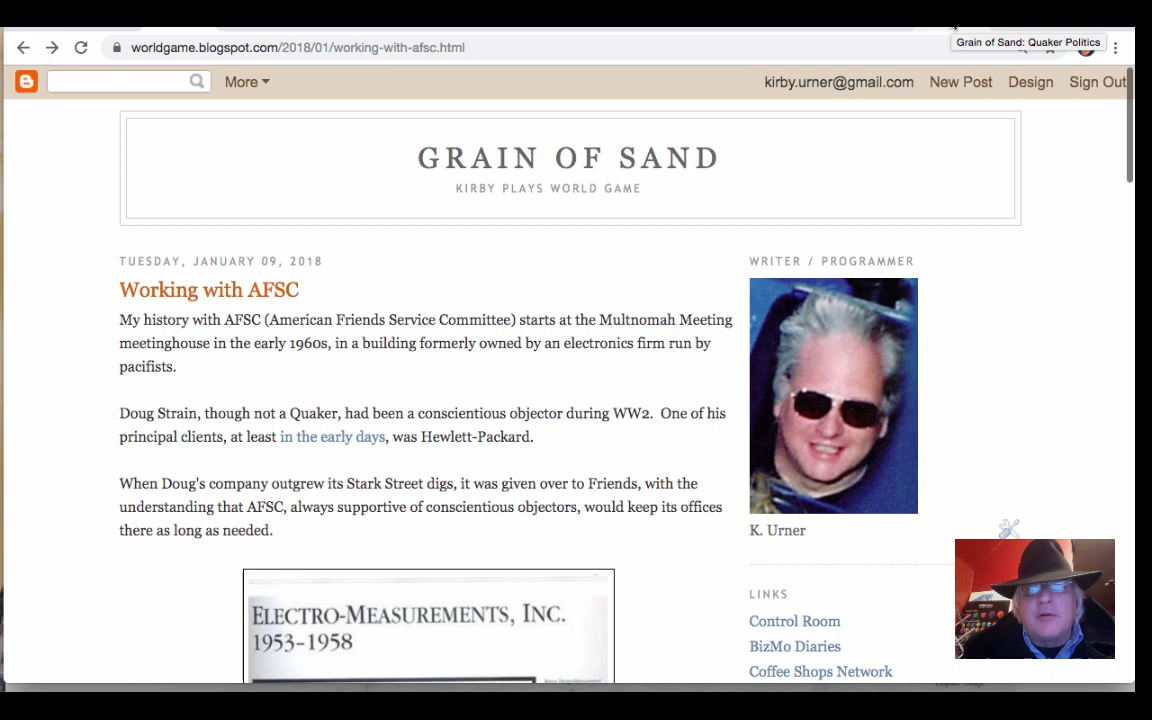 worldgame.blogspot.com/2018/01/working-with-afsc.html
Grain of Sand: Quaker Politics
More
kirby.urner@gmail.com New Post Design Sign Out
GRAIN OF SAND
KIRBY PLAYS WORLD GAME
TUESDAY, JANUARY 09, 2018
Working with AFSC
My history with AFSC (American Friends Service Committee) starts at the Multnomah Meeting
meetinghouse in the early 1960s, in a building formerly owned by an electronics firm run by
pacifists.
Doug Strain, though not a Quaker, had been a conscientious objector during WW2. One of his
principal clients, at least in the early days, was Hewlett-Packard.
When Doug's company outgrew its Stark Street digs, it was given over to Friends, with the
understanding that AFSC, always supportive of conscientious objectors, would keep its offices
there as long as needed.
ELECTRO-MEASUREMENTS, INC.
1953-1958
WRITER / PROGRAMMER
K. Urner
LINKS
Control Room
BizMo Diaries
Coffee Shops Network